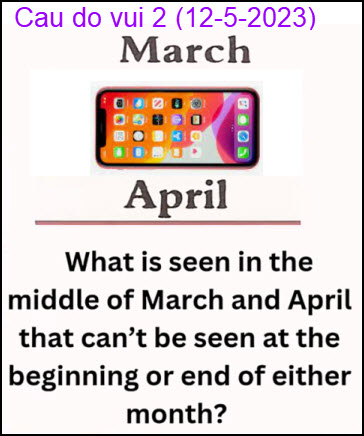 Cau do vui 2 (12-5-2023)
March
April
What is seen in the
middle of March and April
that can’t be seen at the
beginning or end of either
month?